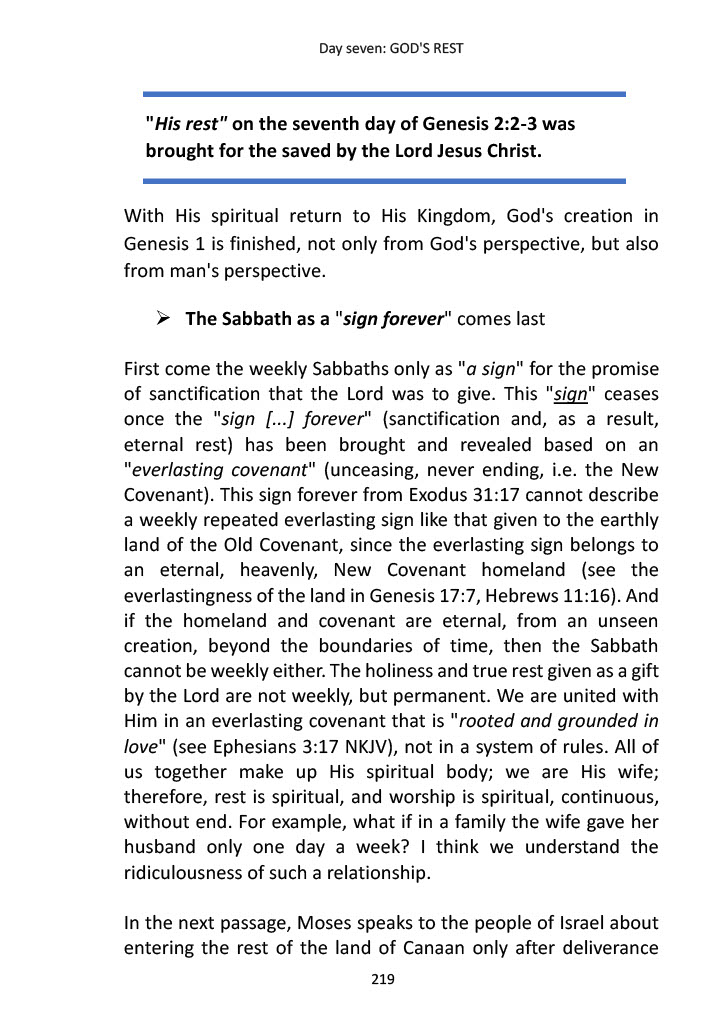 Day seven: GOD'S REST
"His rest" on the seventh day of Genesis 2:2-3 was
brought for the saved by the Lord Jesus Christ.
With His spiritual return to His Kingdom, God's creation in
Genesis 1 is finished, not only from God's perspective, but also
from man's perspective.
➢ The Sabbath as a "sign forever" comes last
First come the weekly Sabbaths only as "a sign" for the promise
of sanctification that the Lord was to give. This "sign" ceases
once the "sign [...] forever" (sanctification and, as a result,
eternal rest) has been brought and revealed based on an
"everlasting covenant" (unceasing, never ending, i.e. the New
Covenant). This sign forever from Exodus 31:17 cannot describe
a weekly repeated everlasting sign like that given to the earthly
land of the Old Covenant, since the everlasting sign belongs to
an eternal, heavenly, New Covenant homeland (see the
everlastingness of the land in Genesis 17:7, Hebrews 11:16). And
if the homeland and covenant are eternal, from an unseen
creation, beyond the boundaries of time, then the Sabbath
cannot be weekly either. The holiness and true rest given as a gift
by the Lord are not weekly, but permanent. We are united with
Him in an everlasting covenant that is "rooted and grounded in
love" (see Ephesians 3:17 NKJV), not in a system of rules. All of
us together make up His spiritual body; we are His wife;
therefore, rest is spiritual, and worship is spiritual, continuous,
without end. For example, what if in a family the wife gave her
husband only one day a week? I think we understand the
ridiculousness of such a relationship.
In the next passage, Moses speaks to the people of Israel about
entering the rest of the land of Canaan only after deliverance
219